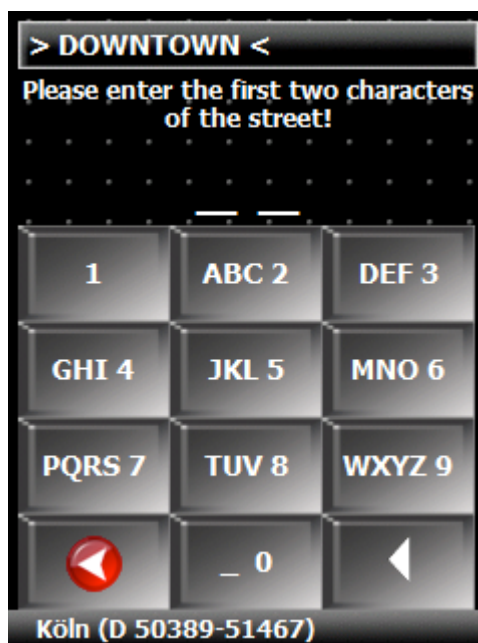 > DOWNTOWN <
Please enter the first two characters
of the street!
_ _
1
ABC 2
DEF 3
GHI 4
JKL 5
MNO 6
PQRS 7
TUV 8
WXYZ 9
_ 0
Köln (D 50389-51467)